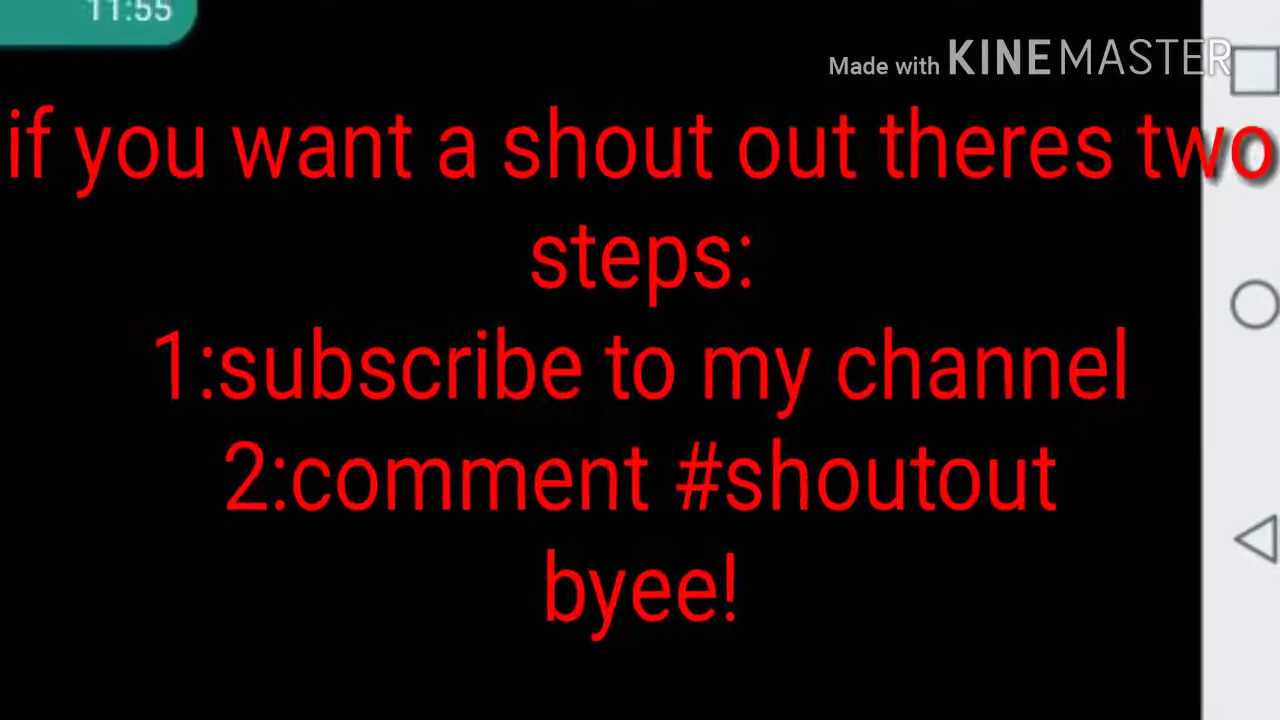 11:55
Made with KINEMASTER
if you want a shout out theres two
steps:
1:subscribe to my channel
2:comment #shoutout
byee!